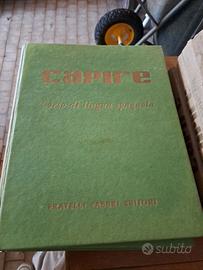 CAPIRE
corso di lingua spagnola
FRATELLI FABBRI EDITORI
subito